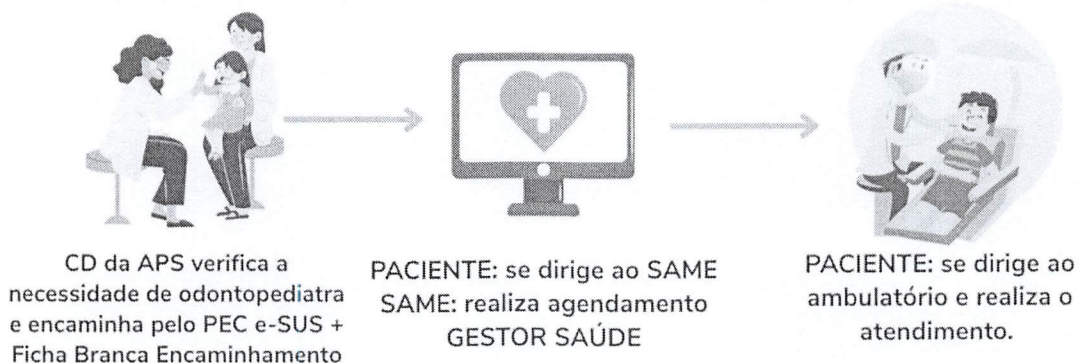 CD da APS verifica a
necessidade de odontopediatra
e encaminha pelo PEC e-SUS +
Ficha Branca Encaminhamento
PACIENTE: se dirige ao SAME
SAME: realiza agendamento
GESTOR SAÚDE
PACIENTE: se dirige ao
ambulatório e realiza o
atendimento.